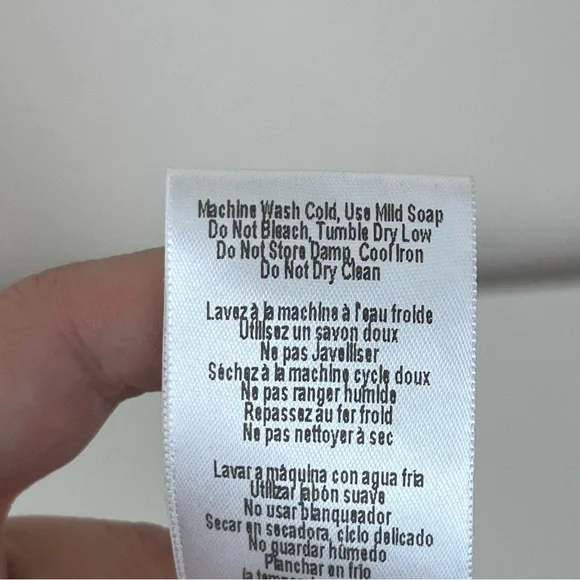 Machine Wash Cold, Use Mild Soap
Do Not Bleach, Tumble Dry Low
Do Not Store Damp, Cool Iron
Do Not Dry Clean
Lavez à la machine à l'eau froide
Utilisez un savon doux
Ne pas Javelliser
Séchez à la machine cycle doux
Ne pas ranger humide
Repassez au fer froid
Ne pas nettoyer à sec
Lavar a máquina con agua fria
Utilizar jabón suave
No usar blanqueador
Secar en secadora, ciclo delicado
No guardar húmedo
Planchar en frio